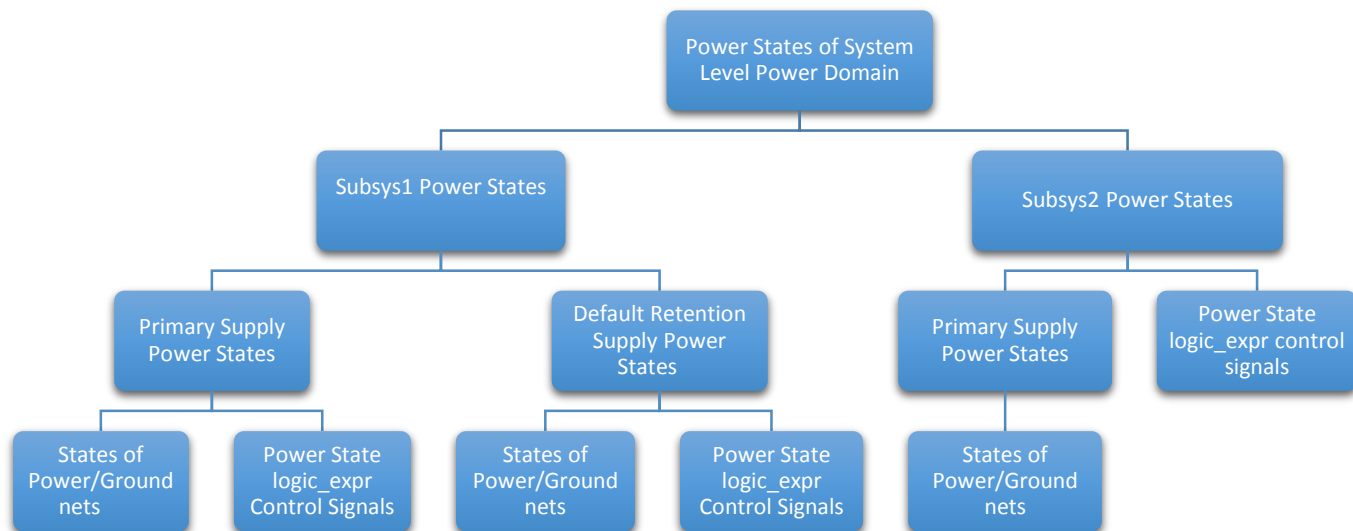 Power States of System
Level Power Domain
Subsys1 Power States
Subsys2 Power States
Primary Supply
Power States
Default Retention
Supply Power
States
Primary Supply
Power States
Power State
logic_expr control
signals
States of
Power/Ground
nets
Power State
logic_expr
Control Signals
States of
Power/Ground
nets
Power State
logic_expr
Control Signals
States of
Power/Ground
nets